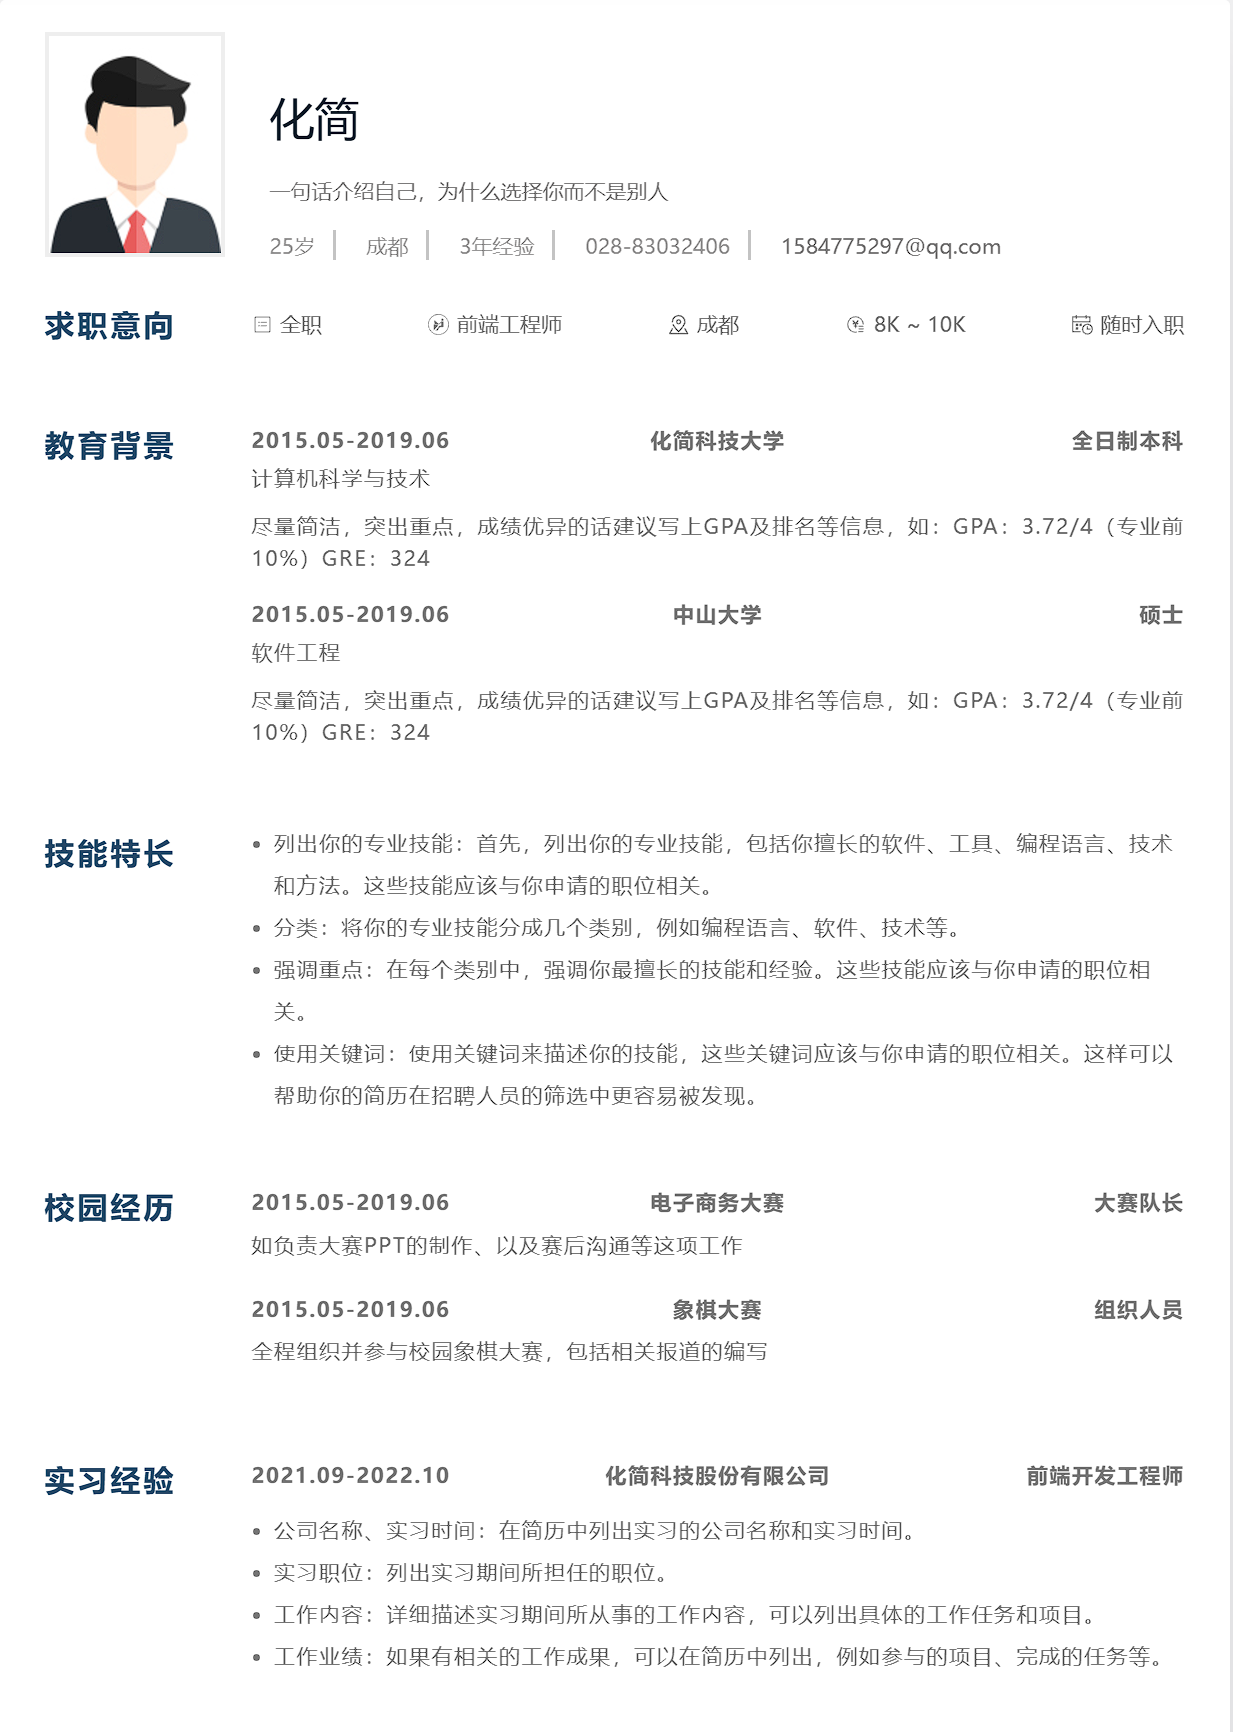 化简
一句话介绍自己，为什么选择你而不是别人
25岁 成都 3年经验 028-83032406 1584775297@qq.com
求职意向 全职 前端工程师 成都 8K ~ 10K 随时入职
教育背景 2015.05-2019.06 化简科技大学 全日制本科
计算机科学与技术
尽量简洁，突出重点，成绩优异的话建议写上GPA及排名等信息，如：GPA：3.72/4（专业前
10%）GRE：324
2015.05-2019.06 中山大学 硕士
软件工程
尽量简洁，突出重点，成绩优异的话建议写上GPA及排名等信息，如：GPA：3.72/4（专业前
10%）GRE：324
技能特长
• 列出你的专业技能：首先，列出你的专业技能，包括你擅长的软件、工具、编程语言、技术
和方法。这些技能应该与你申请的职位相关。
• 分类：将你的专业技能分成几个类别，例如编程语言、软件、技术等。
• 强调重点：在每个类别中，强调你最擅长的技能和经验。这些技能应该与你申请的职位相
关。
• 使用关键词：使用关键词来描述你的技能，这些关键词应该与你申请的职位相关。这样可以
帮助你的简历在招聘人员的筛选中更容易被发现。
校园经历 2015.05-2019.06 电子商务大赛 大赛队长
如负责大赛PPT的制作、以及赛后沟通等这项工作
2015.05-2019.06 象棋大赛 组织人员
全程组织并参与校园象棋大赛，包括相关报道的编写
实习经验 2021.09-2022.10 化简科技股份有限公司 前端开发工程师
• 公司名称、实习时间：在简历中列出实习的公司名称和实习时间。
• 实习职位：列出实习期间所担任的职位。
• 工作内容：详细描述实习期间所从事的工作内容，可以列出具体的工作任务和项目。
• 工作业绩：如果有相关的工作成果，可以在简历中列出，例如参与的项目、完成的任务等。